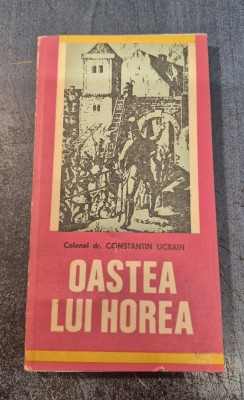 Colonel dr. CONSTANTIN UCRAIN
OASTEA
LUI HOREA